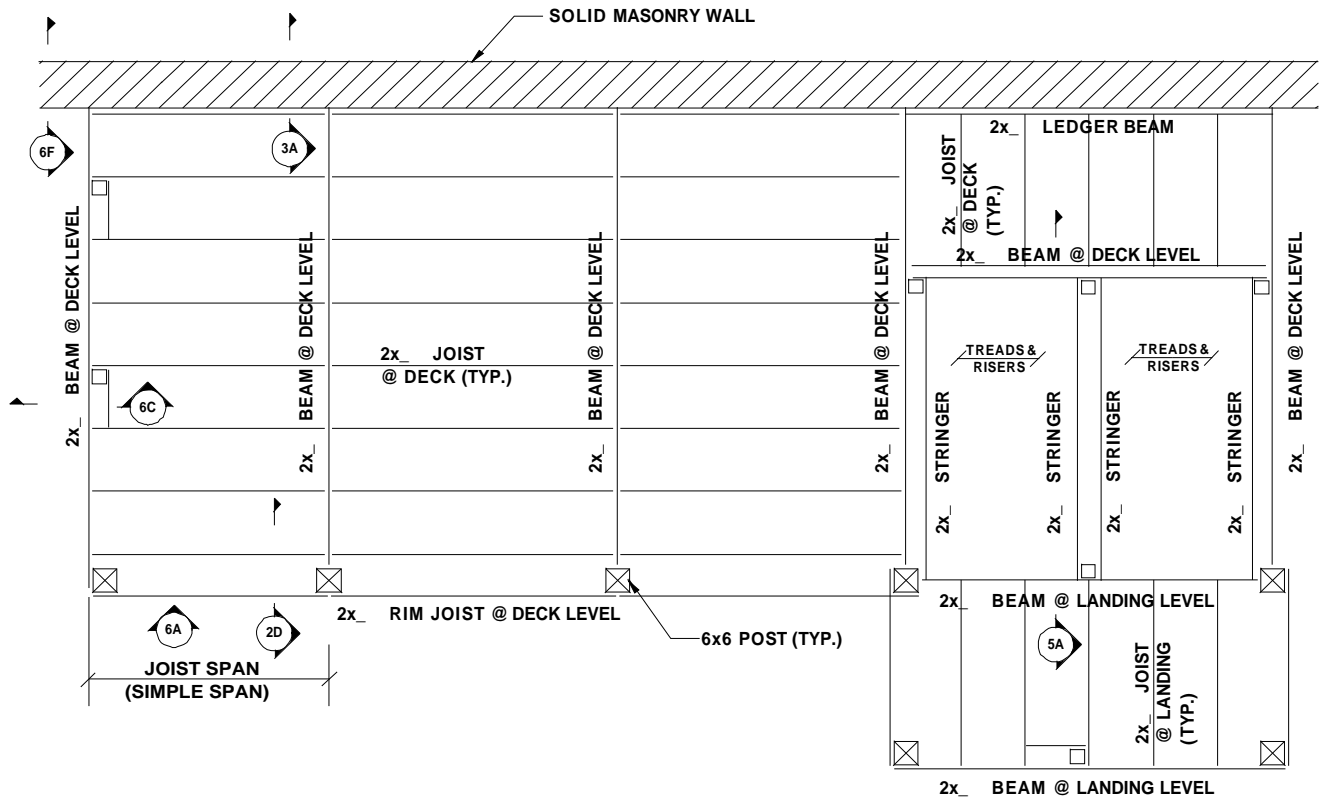 SOLID MASONRY WALL
6F
3A
2x_ LEDGER BEAM
2x_ JOIST
@ DECK
(TYP.)
2x_ BEAM @ DECK LEVEL
2x_ BEAM @ DECK LEVEL
2x_ BEAM @ DECK LEVEL
2x_ BEAM @ DECK LEVEL
2x_ BEAM @ DECK LEVEL
2x_ BEAM @ DECK LEVEL
2x_ JOIST
@ DECK (TYP.)
6C
TREADS &
RISERS
TREADS &
RISERS
2x_ STRINGER
2x_ STRINGER
2x_ STRINGER
2x_ STRINGER
2x_ RIM JOIST @ DECK LEVEL
2x_ BEAM @ LANDING LEVEL
6A
2D
6x6 POST (TYP.)
5A
JOIST SPAN
(SIMPLE SPAN)
2x_ JOIST
@ LANDING
(TYP.)
2x_ BEAM @ LANDING LEVEL